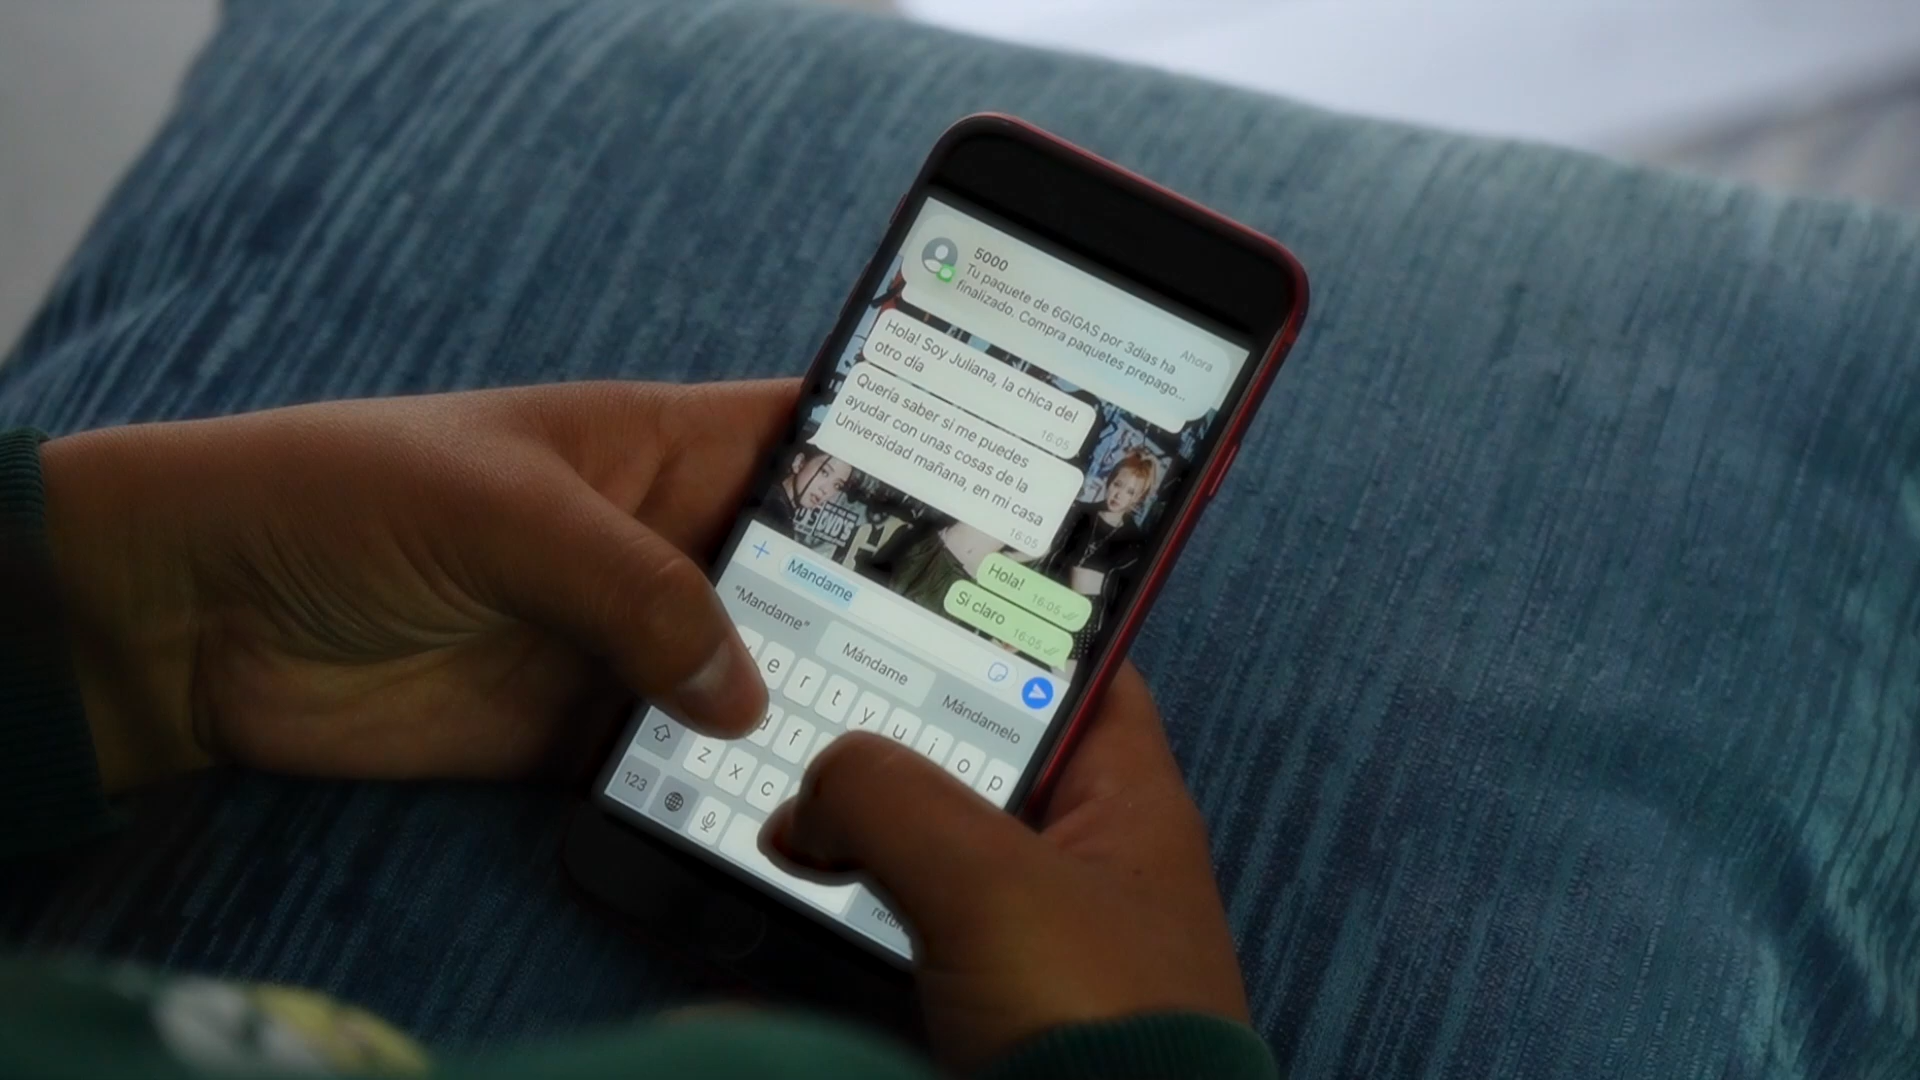 5000
Ahora
Tu paquete de 6GIGAS por 3dias ha
finalizado. Compra paquetes prepago...
Hola! Soy Juliana, la chica del
otro día
16:05
Quería saber si me puedes
ayudar con unas cosas de la
Universidad mañana, en mi casa
16:05
DVD'S
Hola! 16:05
Si claro 16:05
Mandame
"Mandame" Mándame Mándamelo
e r t y u i o p
d f
z x c
123